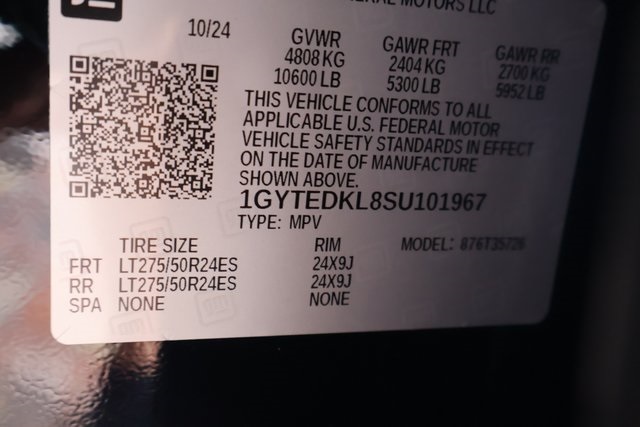 GENERAL MOTORS LLC
10/24
GVWR GAWR FRT GAWR RR
4808 KG 2404 KG 2700 KG
10600 LB 5300 LB 5952 LB
THIS VEHICLE CONFORMS TO ALL
APPLICABLE U.S. FEDERAL MOTOR
VEHICLE SAFETY STANDARDS IN EFFECT
ON THE DATE OF MANUFACTURE
SHOWN ABOVE.
1GYTEDKL8SU101967
TYPE: MPV
TIRE SIZE RIM MODEL: 876T35726
FRT LT275/50R24ES 24X9J
RR LT275/50R24ES 24X9J
SPA NONE NONE